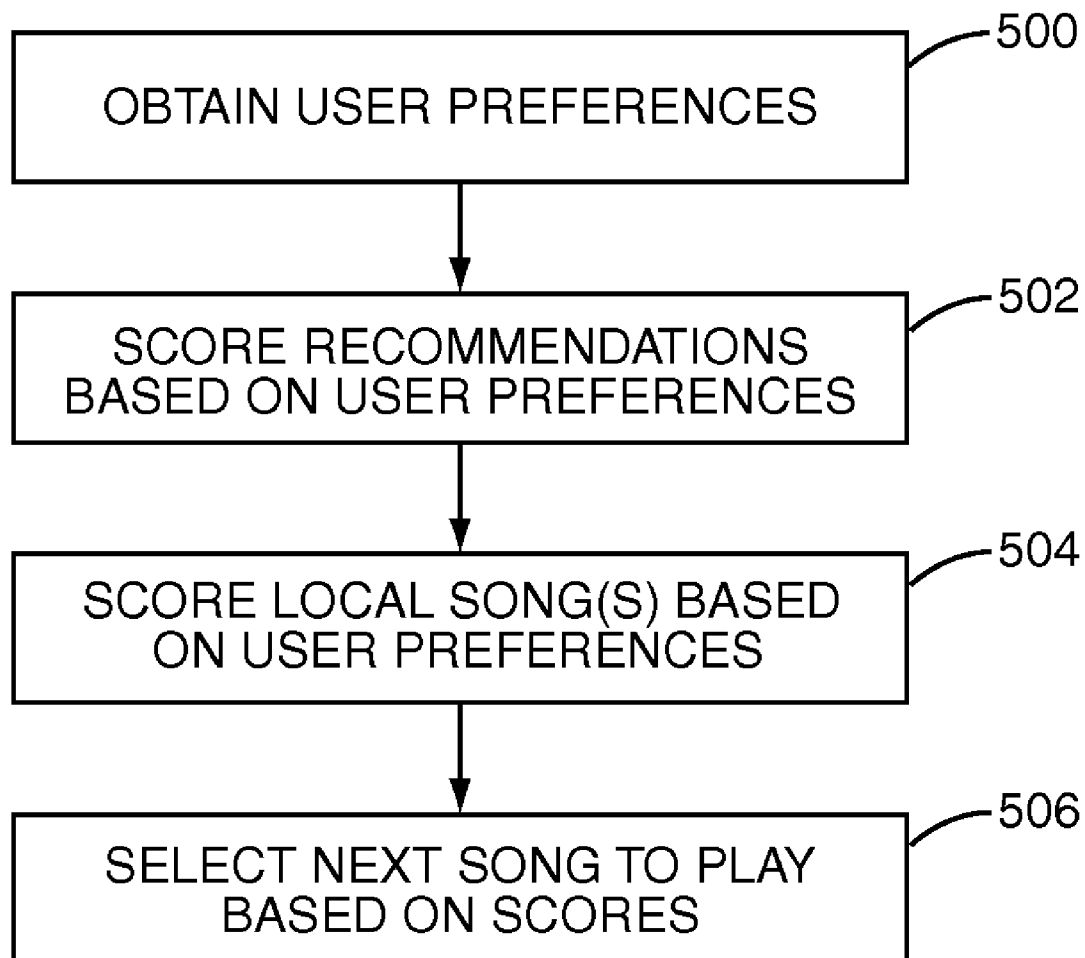 500
OBTAIN USER PREFERENCES
502
SCORE RECOMMENDATIONS
BASED ON USER PREFERENCES
504
SCORE LOCAL SONG(S) BASED
ON USER PREFERENCES
506
SELECT NEXT SONG TO PLAY
BASED ON SCORES